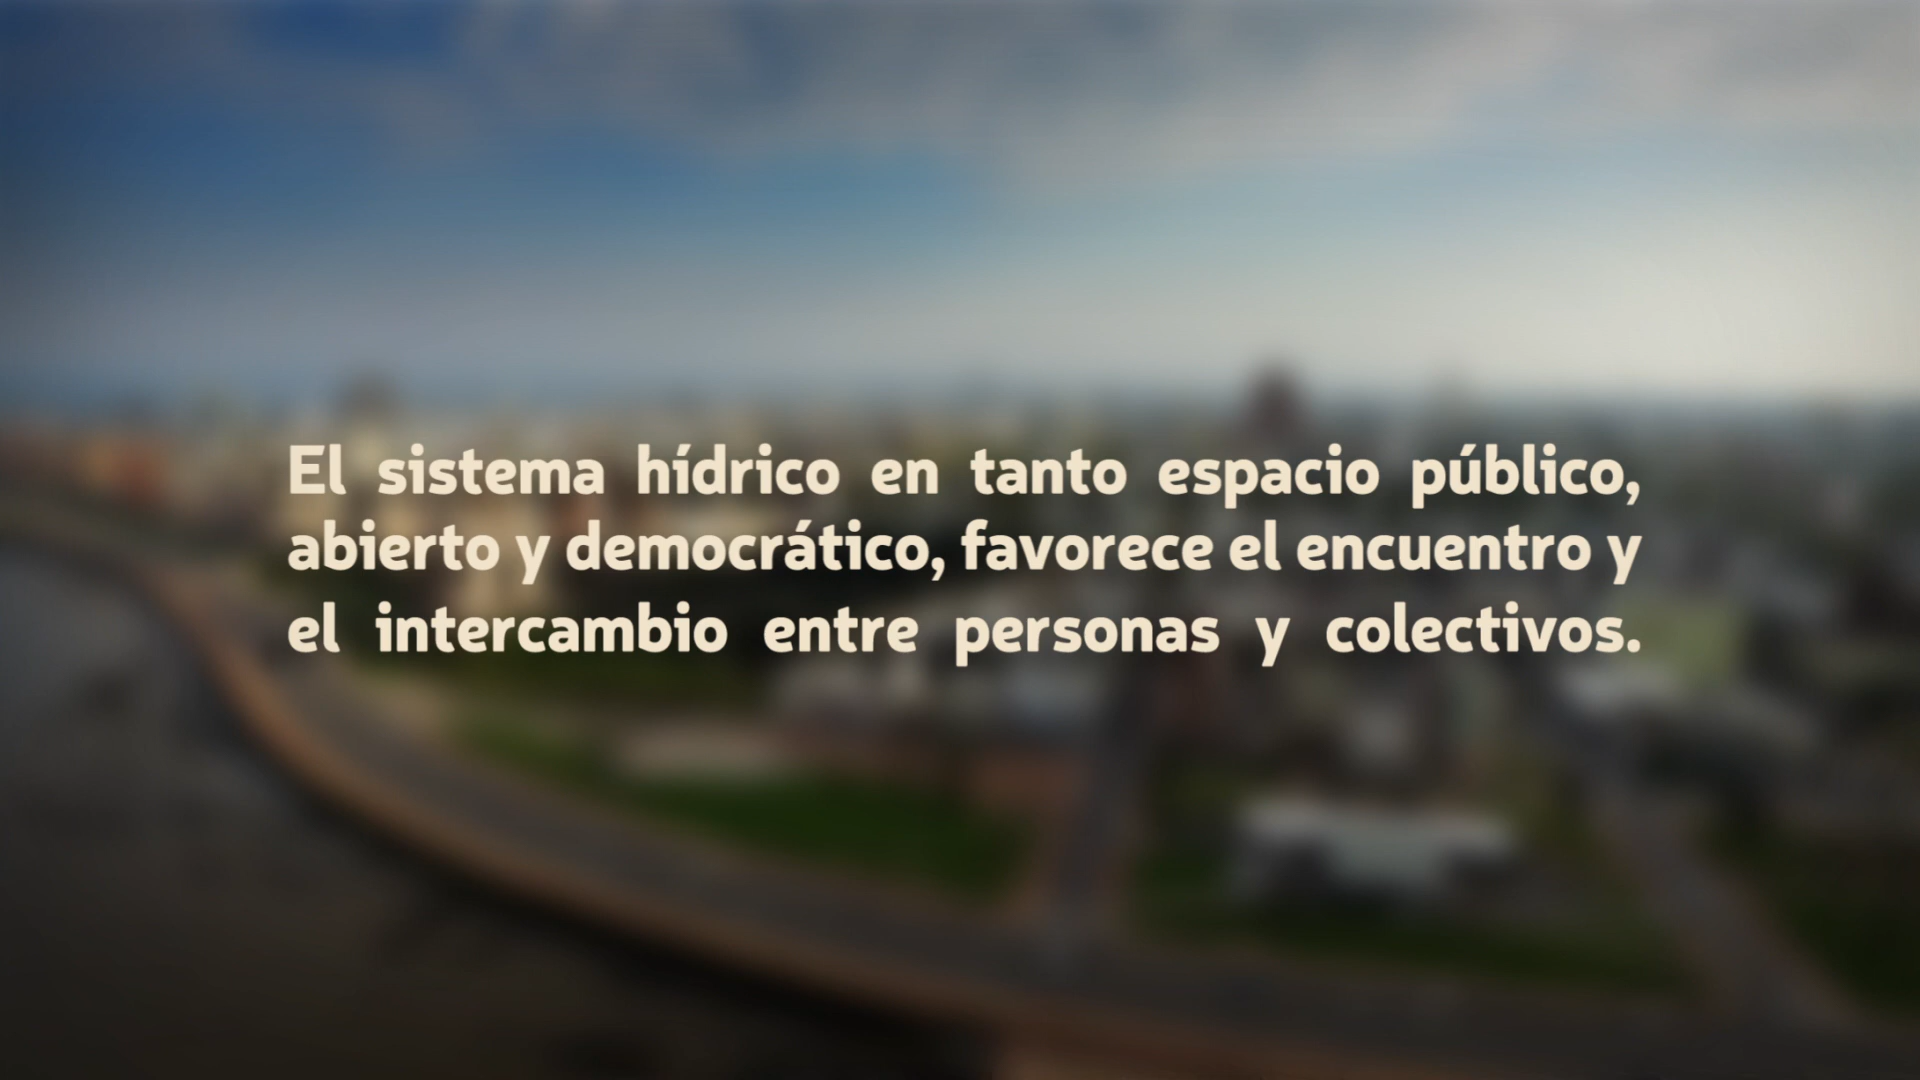 El sistema hídrico en tanto espacio público,
abierto y democrático, favorece el encuentro y
el intercambio entre personas y colectivos.